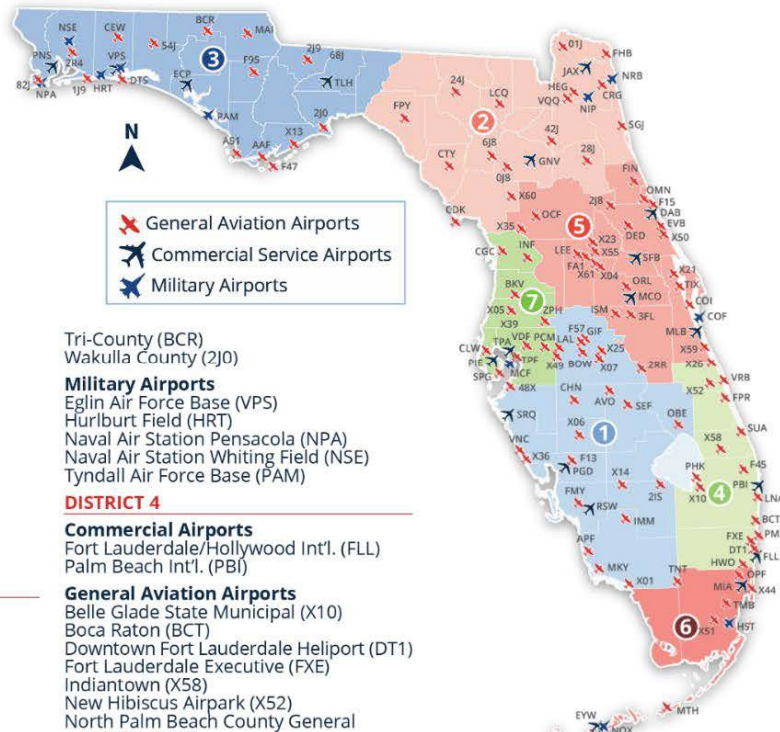 NSE
CEW
BCR
MAI
54J
2J9
68J
PNS
2R4
VPS
F95
82J
NPA
1J9
HRT
DTS
ECP
3
TLH
PAM
2J0
A51
AAF
X13
F47
N
01J
FHB
JAX
NRB
24J
LCQ
HEG
VQQ
CRG
NIP
FPY
2
SGJ
42J
6J8
28J
CTY
GNV
0J8
FIN
X60
2J8
OMN
F15
CDK
OCF
DAB
X35
5
EVB
DED
X50
CGC
INF
X23
LEE
X55
SFB
FA1
X61
X04
X21
BKV
ORL
TIX
7
MCO
COI
X05
ZPH
ISM
3FL
COF
X39
F57
GIF
MLB
TPA
VDF
PCM
LAL
CLW
X25
X59
PIE
TPF
X49
BOW
X07
2RR
X26
SPG
MCF
48X
CHN
X52
VRB
AVO
SEF
FPR
SRQ
X06
1
OBE
SUA
VNC
X58
X36
F13
PHK
F45
PGD
X14
PBI
FMY
2IS
X10
4
LNA
RSW
IMM
BCT
APF
FXE
PM
DT1
FLL
MKY
TNT
HWO
X01
OPF
MIA
X44
TMB
6
X51
HST
MTH
EYW
NQX
General Aviation Airports
Commercial Service Airports
Military Airports
Tri-County (BCR)
Wakulla County (2J0)
Military Airports
Eglin Air Force Base (VPS)
Hurlburt Field (HRT)
Naval Air Station Pensacola (NPA)
Naval Air Station Whiting Field (NSE)
Tyndall Air Force Base (PAM)
DISTRICT 4
Commercial Airports
Fort Lauderdale/Hollywood Int'l. (FLL)
Palm Beach Int'l. (PBI)
General Aviation Airports
Belle Glade State Municipal (X10)
Boca Raton (BCT)
Downtown Fort Lauderdale Heliport (DT1)
Fort Lauderdale Executive (FXE)
Indiantown (X58)
New Hibiscus Airpark (X52)
North Palm Beach County General